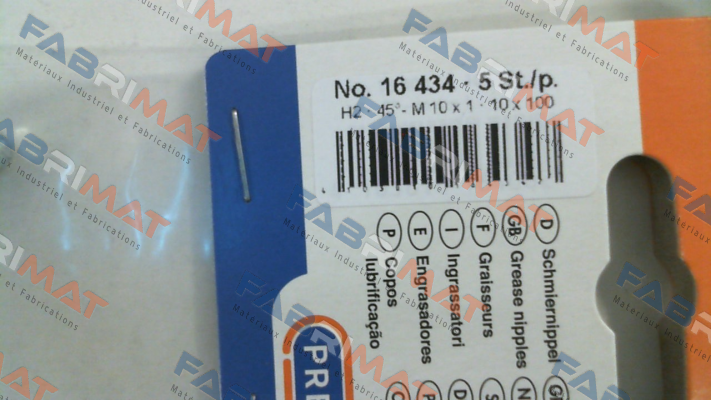 No. 16 434 - 5 St./p.
H2 - 45° - M 10 x 1 - 10 x 100
D Schmiernippel
GB Grease nipples
F Graisseurs
I Ingrassatori
E Engrasadores
P Copos
lubrificação
PRE
FABRIMAT
Materiaux Industriel et Fabrications